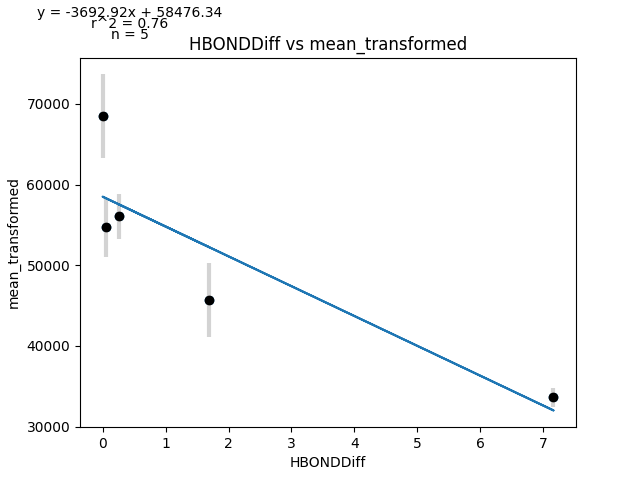 y = -3692.92x + 58476.34
r^2 = 0.76
n = 5
HBONDDiff vs mean_transformed
70000
60000
50000
40000
30000
mean_transformed
0 1 2 3 4 5 6 7
HBONDDiff